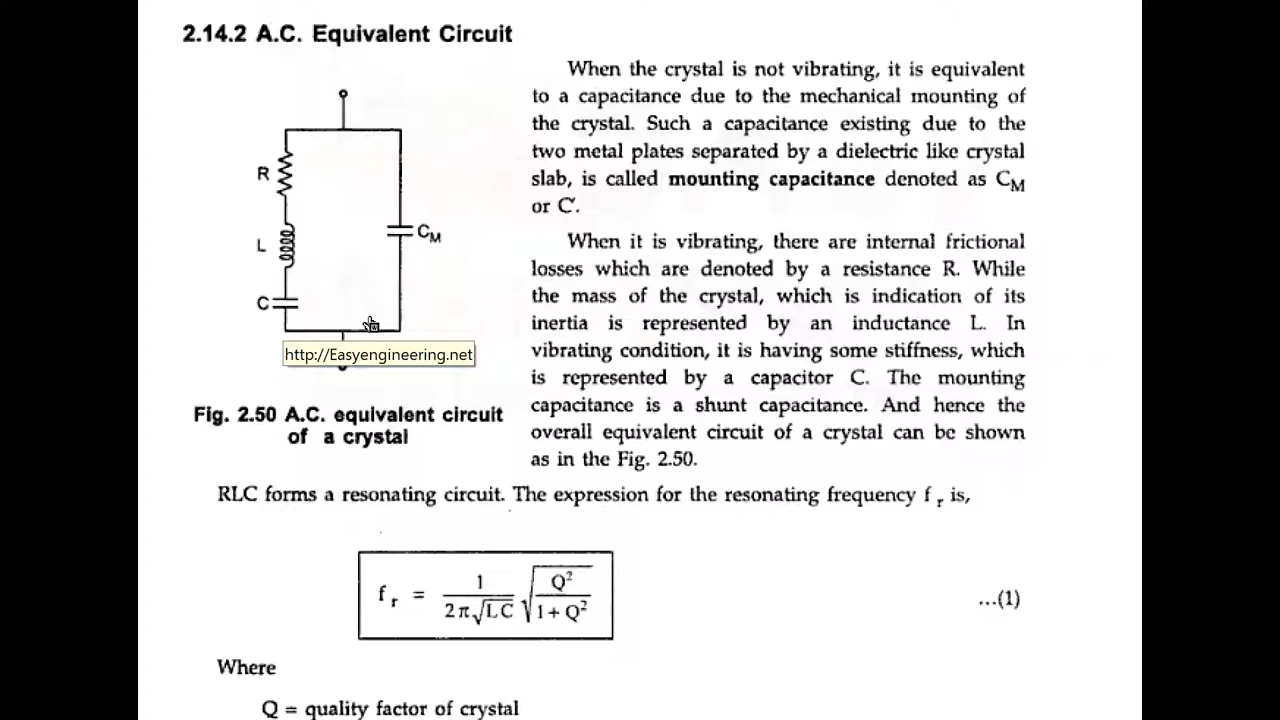 2.14.2 A.C. Equivalent Circuit
When the crystal is not vibrating, it is equivalent
to a capacitance due to the mechanical mounting of
the crystal. Such a capacitance existing due to the
two metal plates separated by a dielectric like crystal
slab, is called mounting capacitance denoted as C_M
or C'.
When it is vibrating, there are internal frictional
losses which are denoted by a resistance R. While
the mass of the crystal, which is indication of its
inertia is represented by an inductance L. In
vibrating condition, it is having some stiffness, which
is represented by a capacitor C. The mounting
capacitance is a shunt capacitance. And hence the
overall equivalent circuit of a crystal can be shown
as in the Fig. 2.50.
R
L
C
C_M
http://Easyengineering.net
Fig. 2.50 A.C. equivalent circuit
of a crystal
RLC forms a resonating circuit. The expression for the resonating frequency f_r is,
f_r = 1/(2π√(LC)) √(Q²/(1 + Q²)) ...(1)
Where
Q = quality factor of crystal